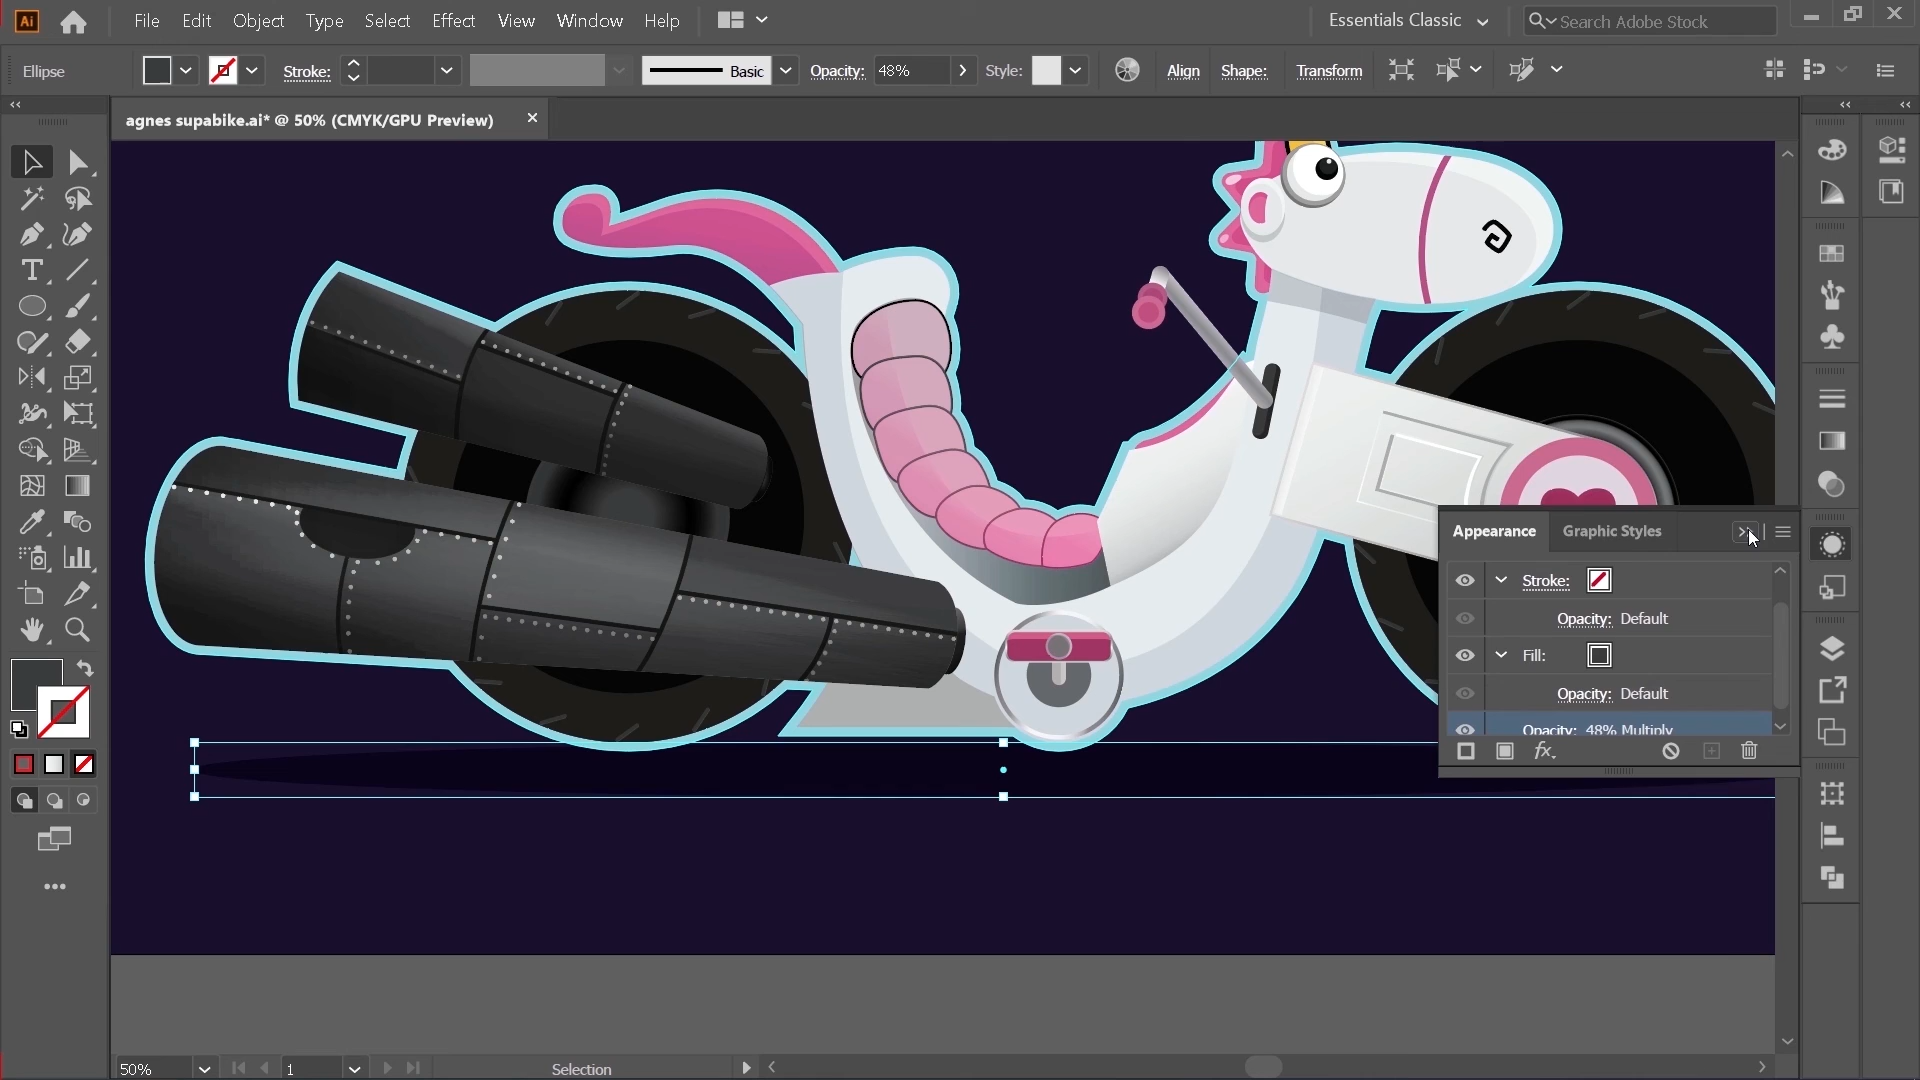 Ai File Edit Object Type Select Effect View Window Help Essentials Classic Search Adobe Stock
Ellipse Stroke: Basic Opacity: 48% Style: Align Shape: Transform
agnes supabike.ai* @ 50% (CMYK/GPU Preview)
Appearance Graphic Styles
Stroke:
Opacity: Default
Fill:
Opacity: Default
Opacity: 48% Multiply
fx
50% 1 Selection